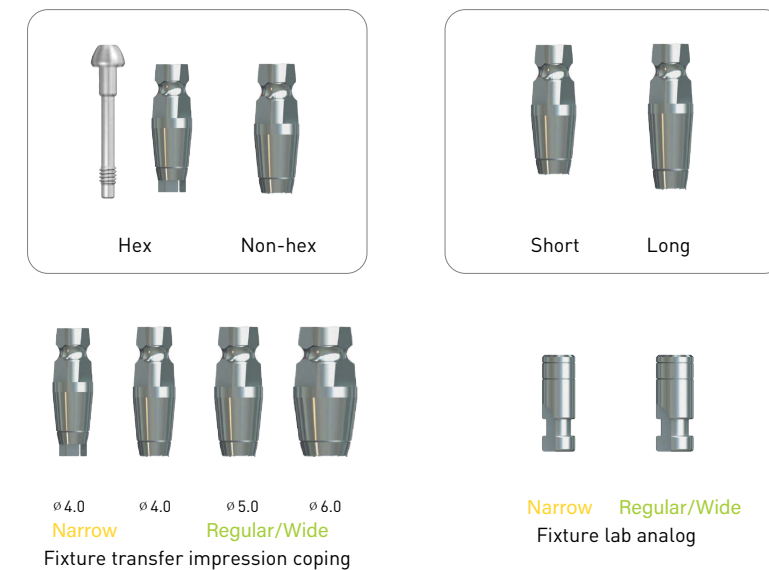 Hex Non-hex
Short Long
ø4.0 ø4.0 ø5.0 ø6.0
Narrow Regular/Wide
Fixture transfer impression coping
Narrow Regular/Wide
Fixture lab analog